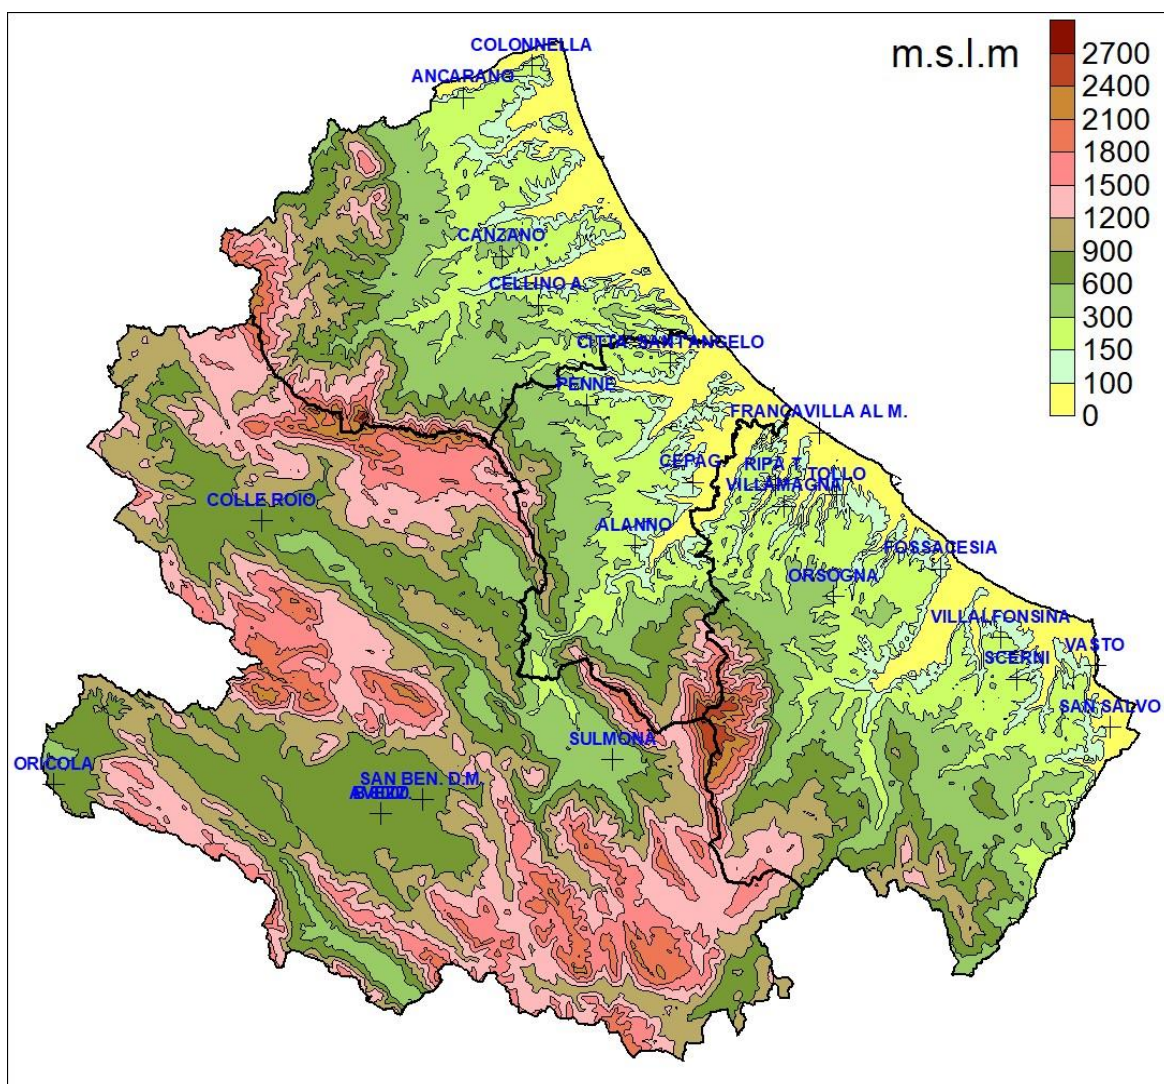 COLONNELLA
m.s.l.m
ANCARANO
2700
2400
2100
1800
1500
1200
900
600
300
150
100
0
CANZANO
CELLINO A.
CITTA SANT'ANGELO
PENNE
FRANCAVILLA AL M.
CEPAG
RIPA T.
TOLLO
VILLAMAGNA
COLLE ROIO
ALANNO
FOSSACESIA
ORSOGNA
VILLALFONSINA
SCERNI
VASTO
SAN SALVO
SULMONA
ORICOLA
SAN BEN. D.M.